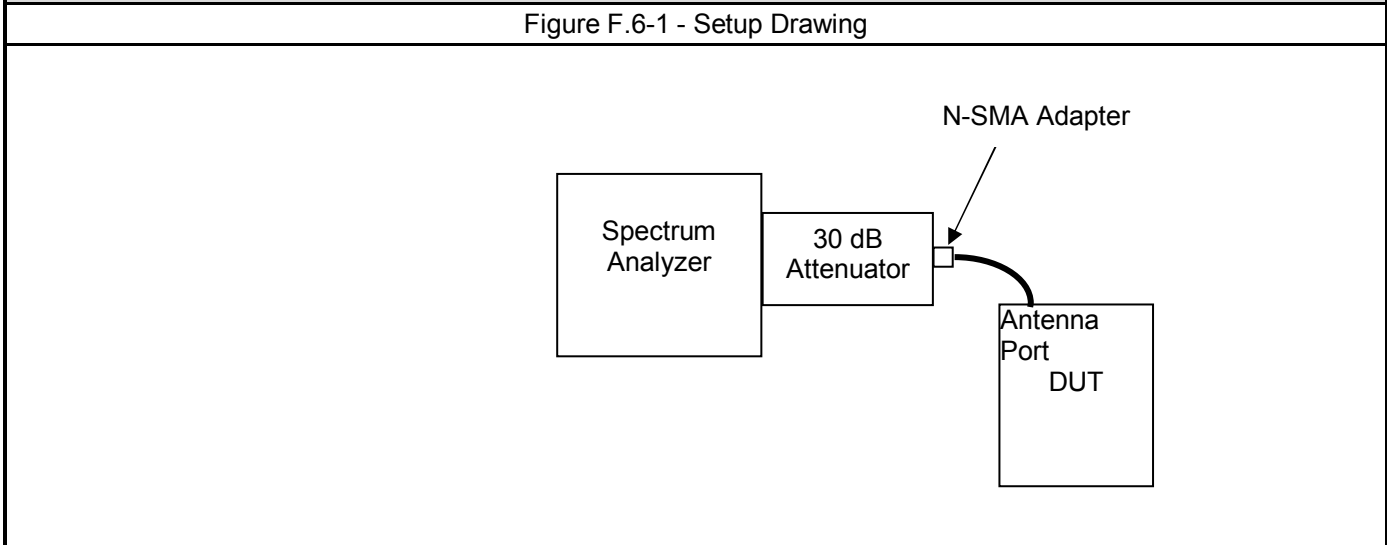 Figure F.6-1 - Setup Drawing
N-SMA Adapter
Spectrum
Analyzer
30 dB
Attenuator
Antenna
Port
DUT